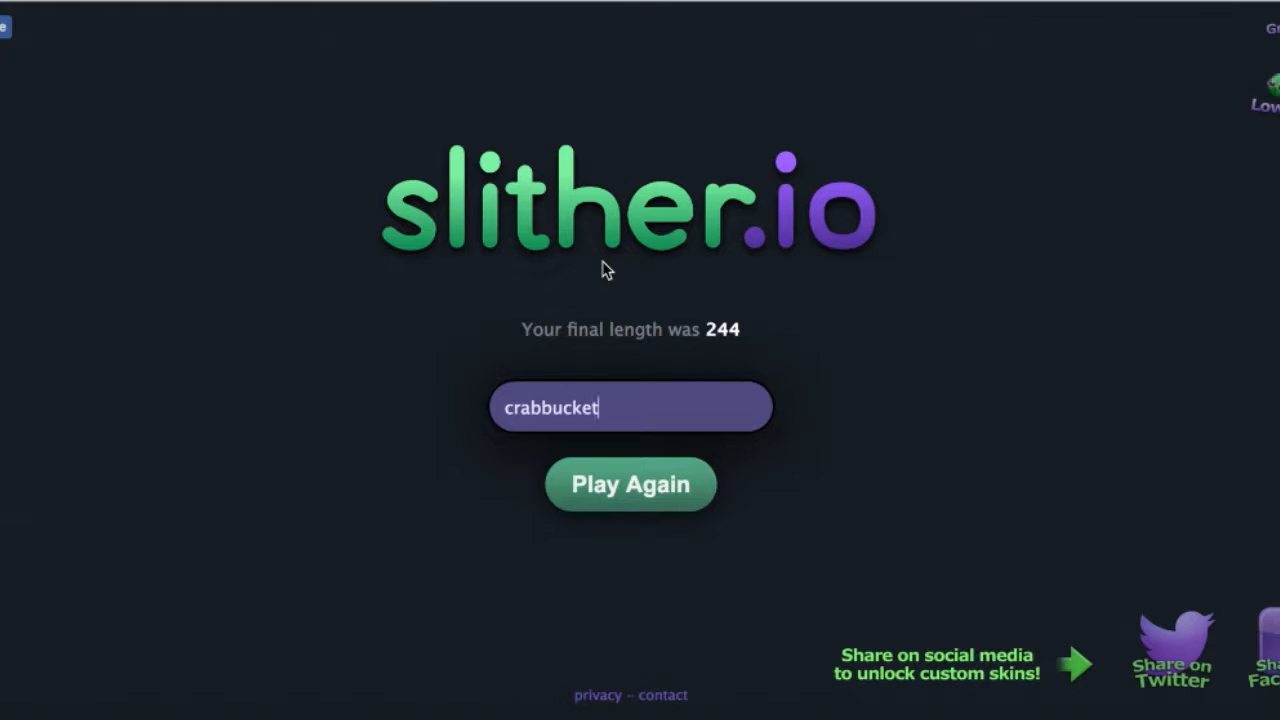 slither.io
Your final length was 244
crabbucket
Play Again
Share on social media
to unlock custom skins!
Share on
Twitter
privacy - contact